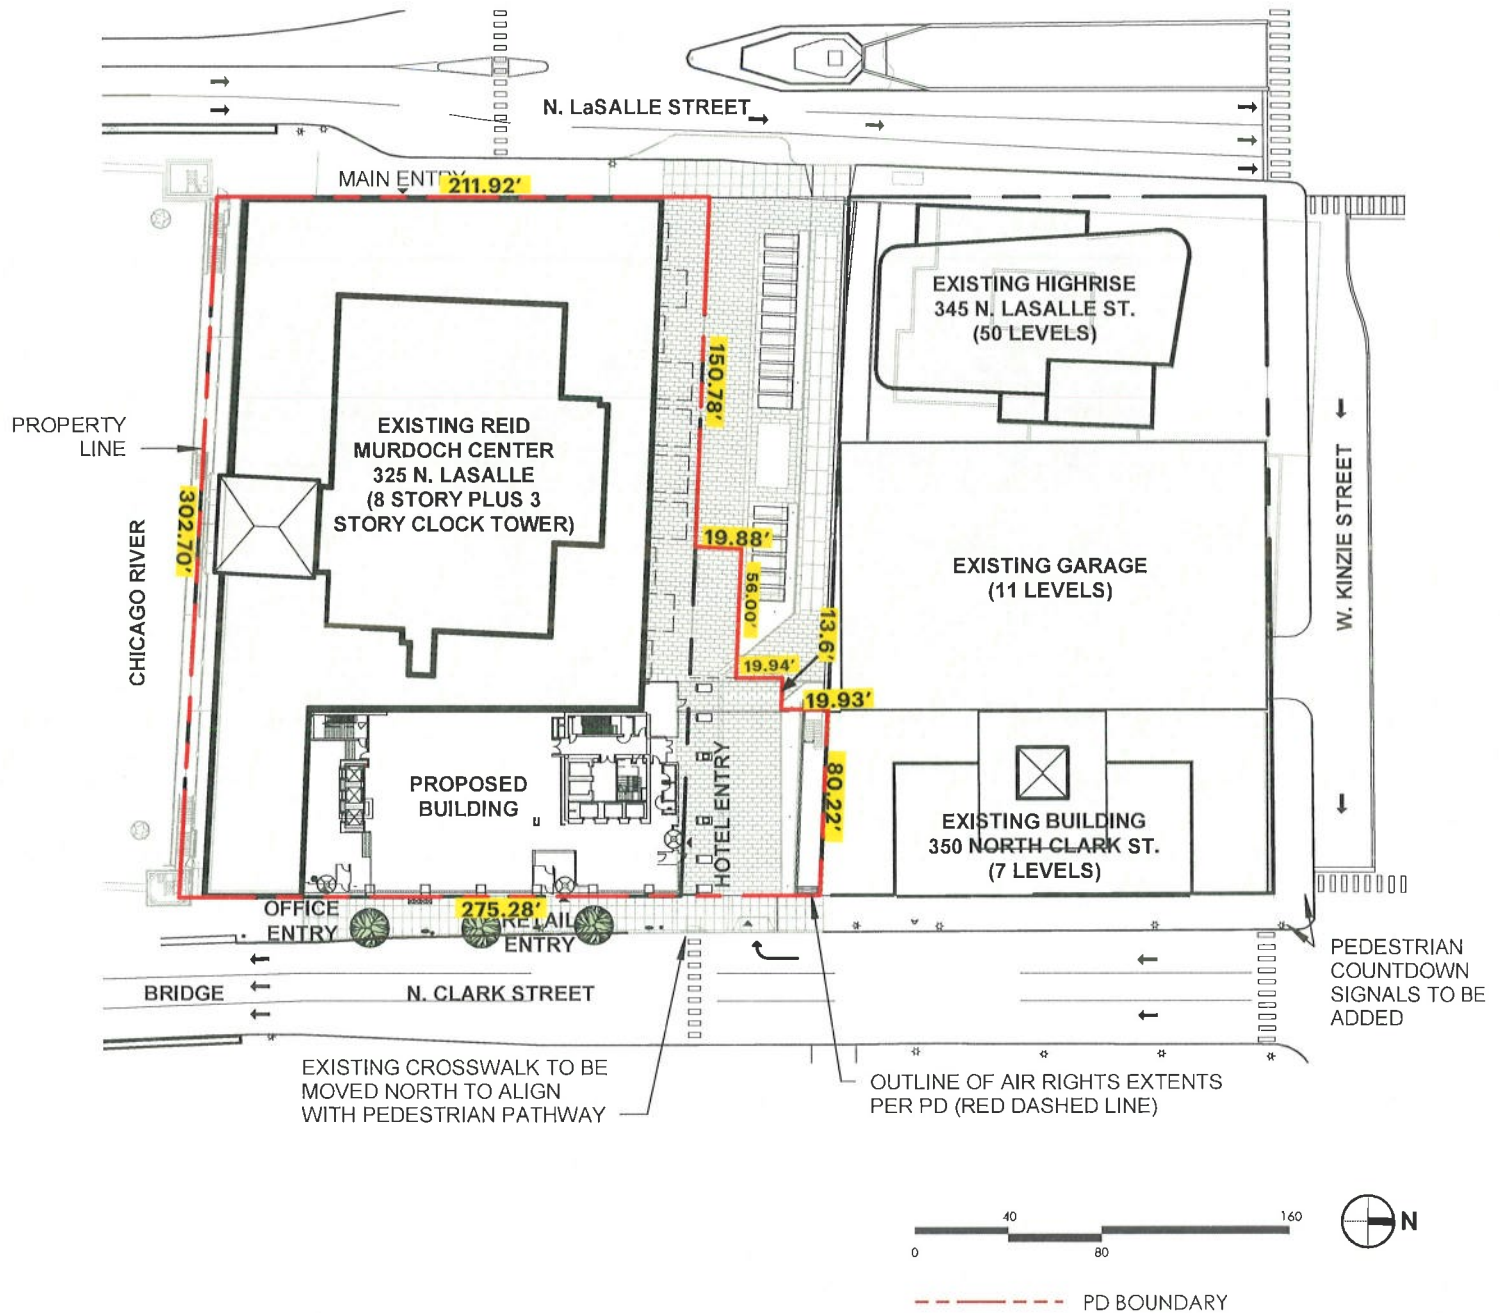 N. LaSALLE STREET
MAIN ENTRY
211.92'
EXISTING HIGHRISE
345 N. LASALLE ST.
(50 LEVELS)
150.78'
PROPERTY
LINE
EXISTING REID
MURDOCH CENTER
325 N. LASALLE
(8 STORY PLUS 3
STORY CLOCK TOWER)
302.70'
CHICAGO RIVER
19.88'
56.00'
13.6'
19.94'
19.93'
EXISTING GARAGE
(11 LEVELS)
W. KINZIE STREET
PROPOSED
BUILDING
HOTEL ENTRY
80.22'
EXISTING BUILDING
350 NORTH CLARK ST.
(7 LEVELS)
OFFICE
ENTRY
275.28'
RETAIL
ENTRY
BRIDGE
N. CLARK STREET
PEDESTRIAN
COUNTDOWN
SIGNALS TO BE
ADDED
EXISTING CROSSWALK TO BE
MOVED NORTH TO ALIGN
WITH PEDESTRIAN PATHWAY
OUTLINE OF AIR RIGHTS EXTENTS
PER PD (RED DASHED LINE)
40
160
0
80
N
PD BOUNDARY